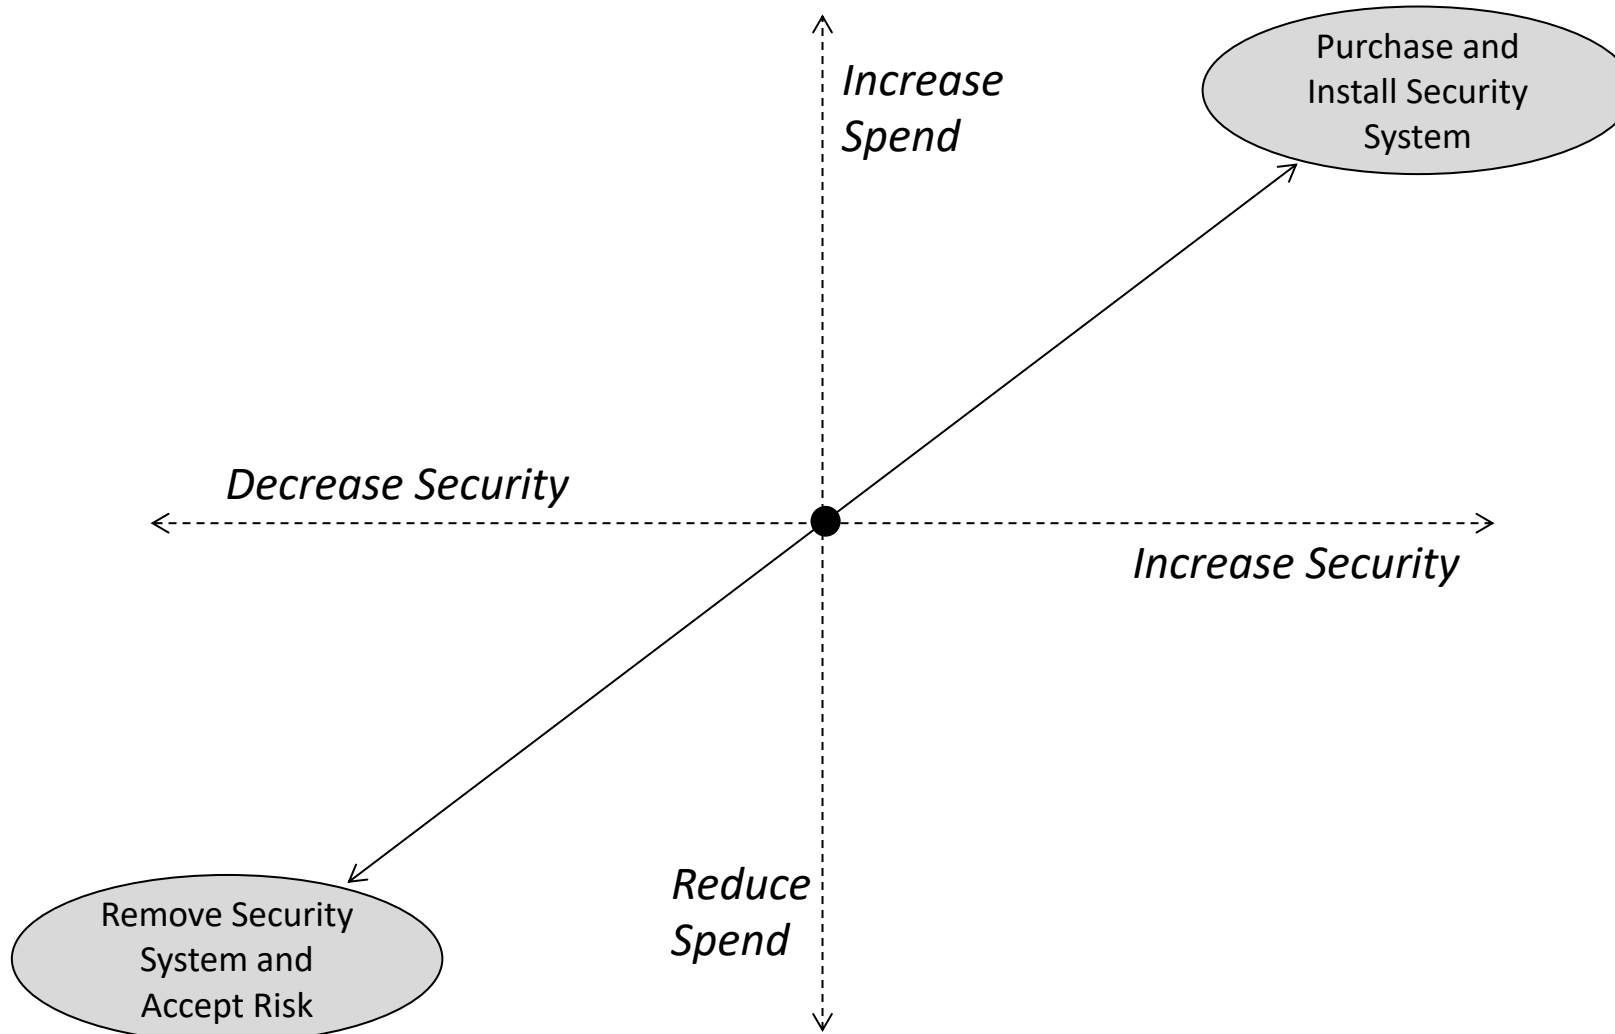 Purchase and
Install Security
System
Increase
Spend
Decrease Security
Increase Security
Reduce
Spend
Remove Security
System and
Accept Risk